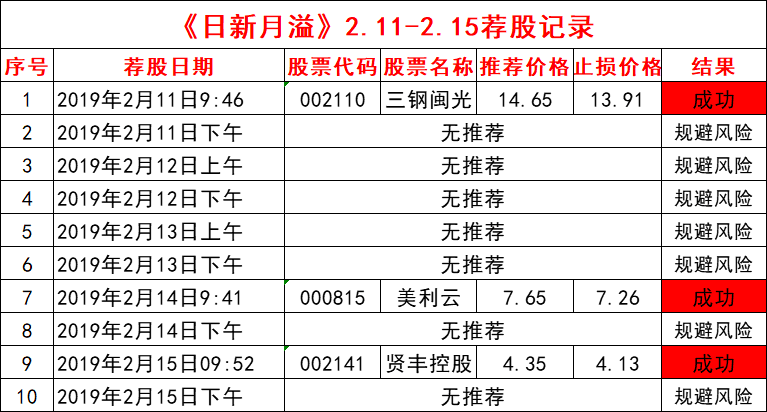 《日新月溢》2.11-2.15荐股记录
序号 荐股日期 股票代码 股票名称 推荐价格 止损价格 结果
1 2019年2月11日9:46 002110 三钢闽光 14.65 13.91 成功
2 2019年2月11日下午 无推荐 规避风险
3 2019年2月12日上午 无推荐 规避风险
4 2019年2月12日下午 无推荐 规避风险
5 2019年2月13日上午 无推荐 规避风险
6 2019年2月13日下午 无推荐 规避风险
7 2019年2月14日9:41 000815 美利云 7.65 7.26 成功
8 2019年2月14日下午 无推荐 规避风险
9 2019年2月15日09:52 002141 贤丰控股 4.35 4.13 成功
10 2019年2月15日下午 无推荐 规避风险